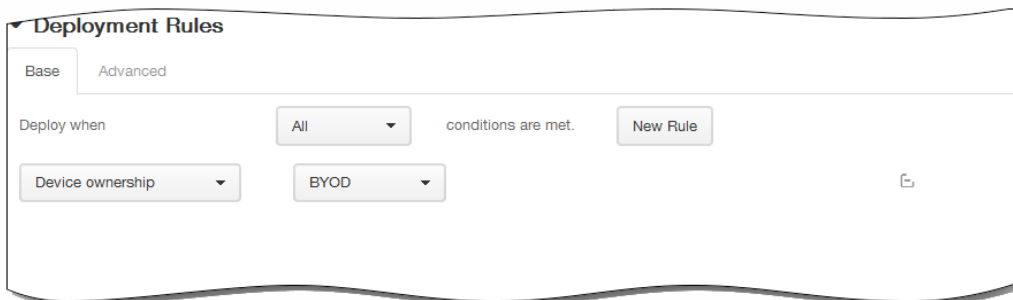 Deployment Rules
Base Advanced
Deploy when All conditions are met. New Rule
Device ownership BYOD